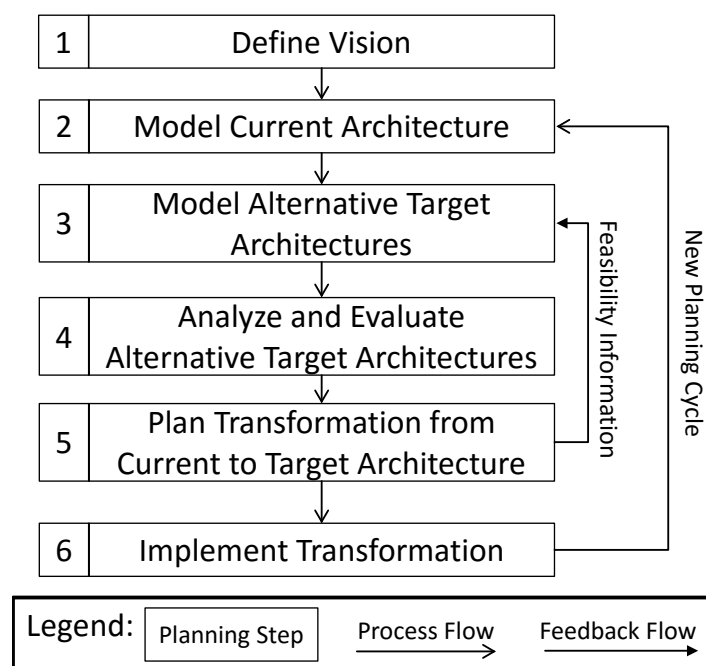 1 Define Vision
2 Model Current Architecture
3 Model Alternative Target
Architectures
4 Analyze and Evaluate
Alternative Target Architectures
5 Plan Transformation from
Current to Target Architecture
6 Implement Transformation
Feasibility Information
New Planning Cycle
Legend: Planning Step Process Flow Feedback Flow